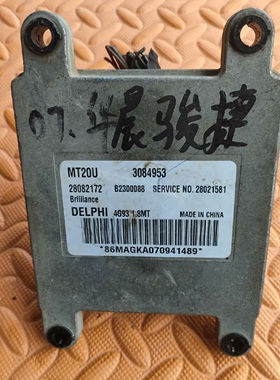 07.华晨骏捷
MT20U 3084953
28082172 B2300088 SERVICE NO. 28021581
Brilliance
DELPHI 4G93 1.8MT MADE IN CHINA
*86MAGKA070941489*